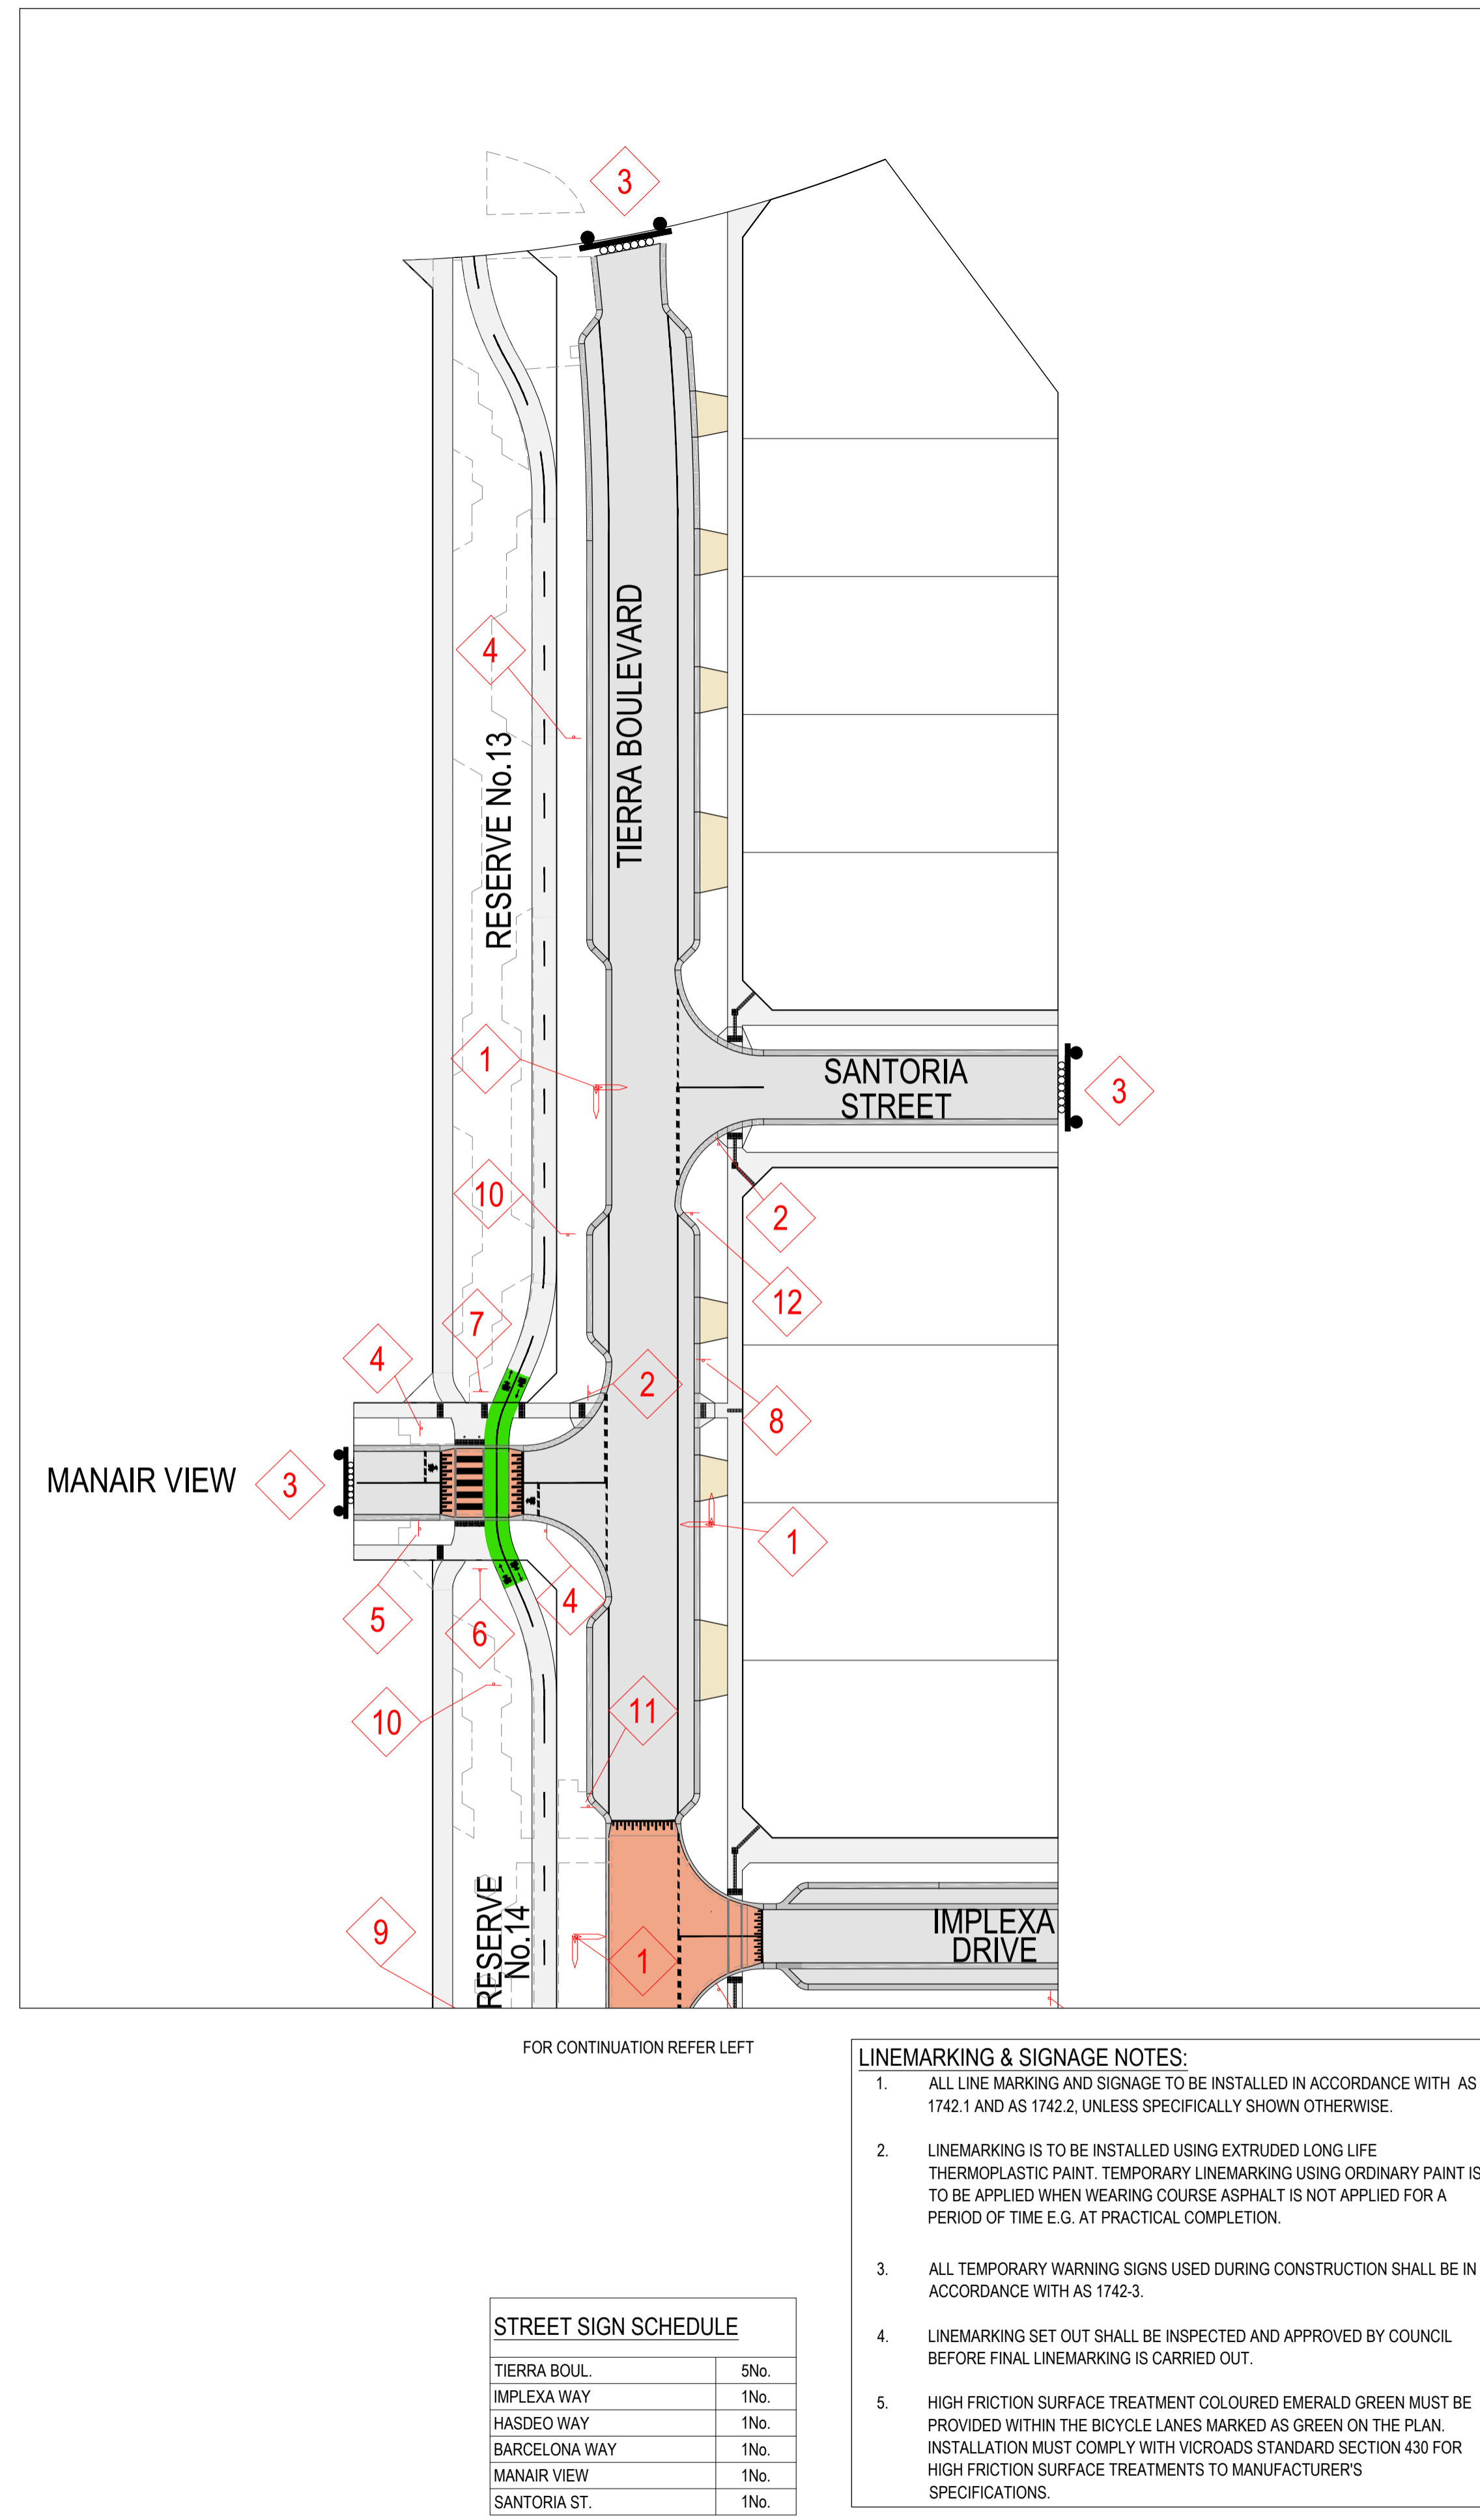 3
4
TIERRA BOULEVARD
RESERVE No.13
1
SANTORIA
STREET
3
10
2
12
7
4
2
8
MANAIR VIEW
3
1
5
6
4
10
11
9
RESERVE
No.14
1
IMPLEXA
DRIVE
FOR CONTINUATION REFER LEFT
LINEMARKING & SIGNAGE NOTES:
1. ALL LINE MARKING AND SIGNAGE TO BE INSTALLED IN ACCORDANCE WITH AS
1742.1 AND AS 1742.2, UNLESS SPECIFICALLY SHOWN OTHERWISE.
2. LINEMARKING IS TO BE INSTALLED USING EXTRUDED LONG LIFE
THERMOPLASTIC PAINT. TEMPORARY LINEMARKING USING ORDINARY PAINT IS
TO BE APPLIED WHEN WEARING COURSE ASPHALT IS NOT APPLIED FOR A
PERIOD OF TIME E.G. AT PRACTICAL COMPLETION.
3. ALL TEMPORARY WARNING SIGNS USED DURING CONSTRUCTION SHALL BE IN
ACCORDANCE WITH AS 1742-3.
4. LINEMARKING SET OUT SHALL BE INSPECTED AND APPROVED BY COUNCIL
BEFORE FINAL LINEMARKING IS CARRIED OUT.
5. HIGH FRICTION SURFACE TREATMENT COLOURED EMERALD GREEN MUST BE
PROVIDED WITHIN THE BICYCLE LANES MARKED AS GREEN ON THE PLAN.
INSTALLATION MUST COMPLY WITH VICROADS STANDARD SECTION 430 FOR
HIGH FRICTION SURFACE TREATMENTS TO MANUFACTURER'S
SPECIFICATIONS.
STREET SIGN SCHEDULE
TIERRA BOUL. 5No.
IMPLEXA WAY 1No.
HASDEO WAY 1No.
BARCELONA WAY 1No.
MANAIR VIEW 1No.
SANTORIA ST. 1No.